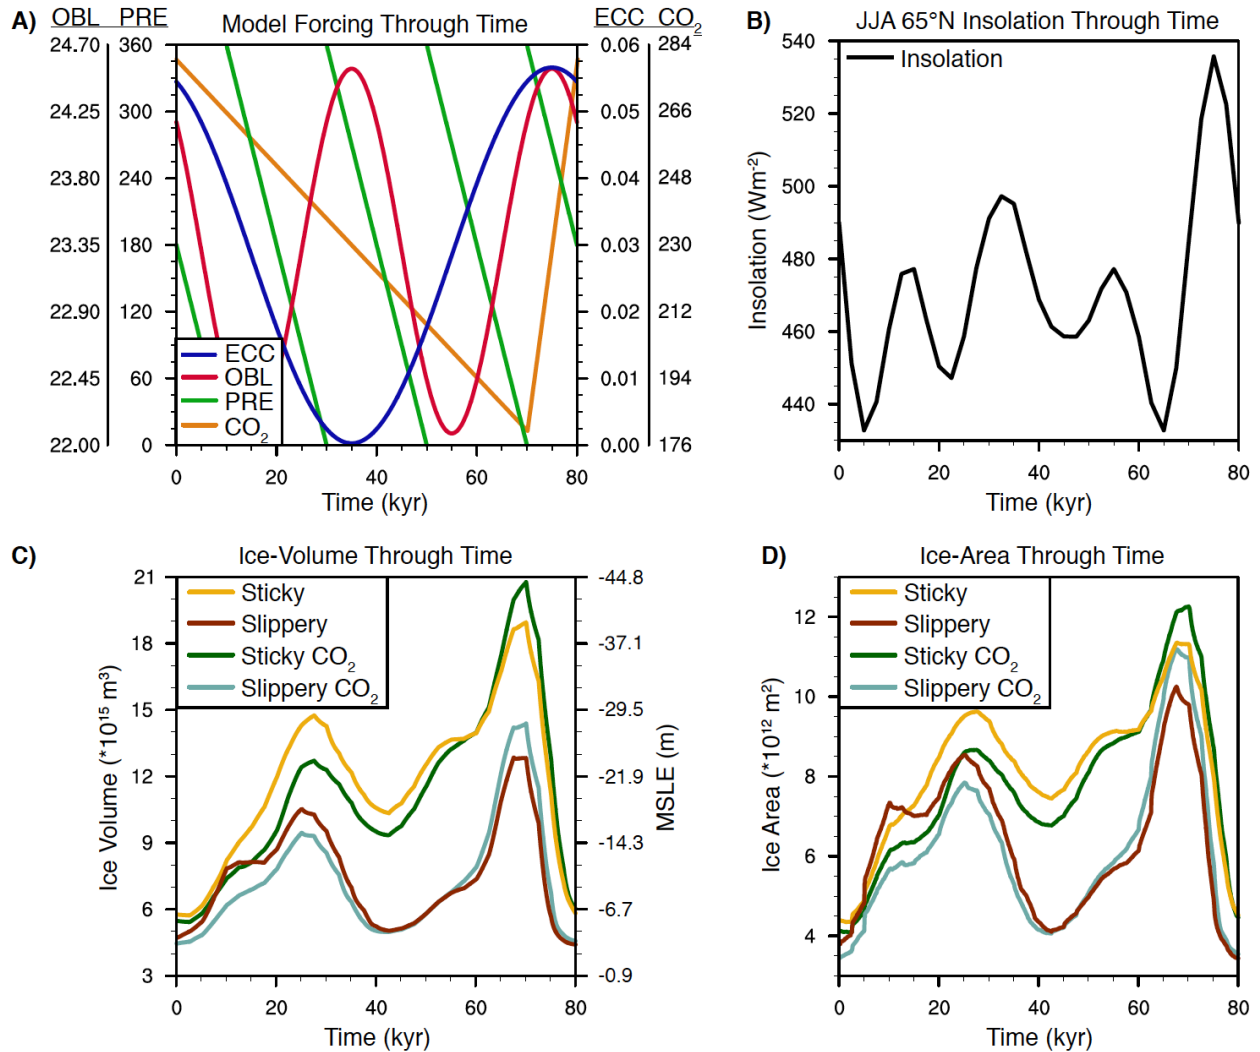 A)
OBL PRE
Model Forcing Through Time
ECC CO2
24.70 360
0.06 284
24.25 300
0.05 266
23.80 240
0.04 248
23.35 180
0.03 230
22.90 120
0.02 212
22.45 60
0.01 194
22.00 0
0.00 176
ECC
OBL
PRE
CO2
0 20 40 60 80
Time (kyr)
B)
JJA 65°N Insolation Through Time
Insolation
540
520
500
480
460
440
Insolation (Wm-2)
0 20 40 60 80
Time (kyr)
C)
Ice-Volume Through Time
Sticky
Slippery
Sticky CO2
Slippery CO2
21
18
15
12
9
6
3
Ice Volume (*10^15 m^3)
-44.8
-37.1
-29.5
-21.9
-14.3
-6.7
-0.9
MSLE (m)
0 20 40 60 80
Time (kyr)
D)
Ice-Area Through Time
Sticky
Slippery
Sticky CO2
Slippery CO2
12
10
8
6
4
Ice Area (*10^12 m^2)
0 20 40 60 80
Time (kyr)